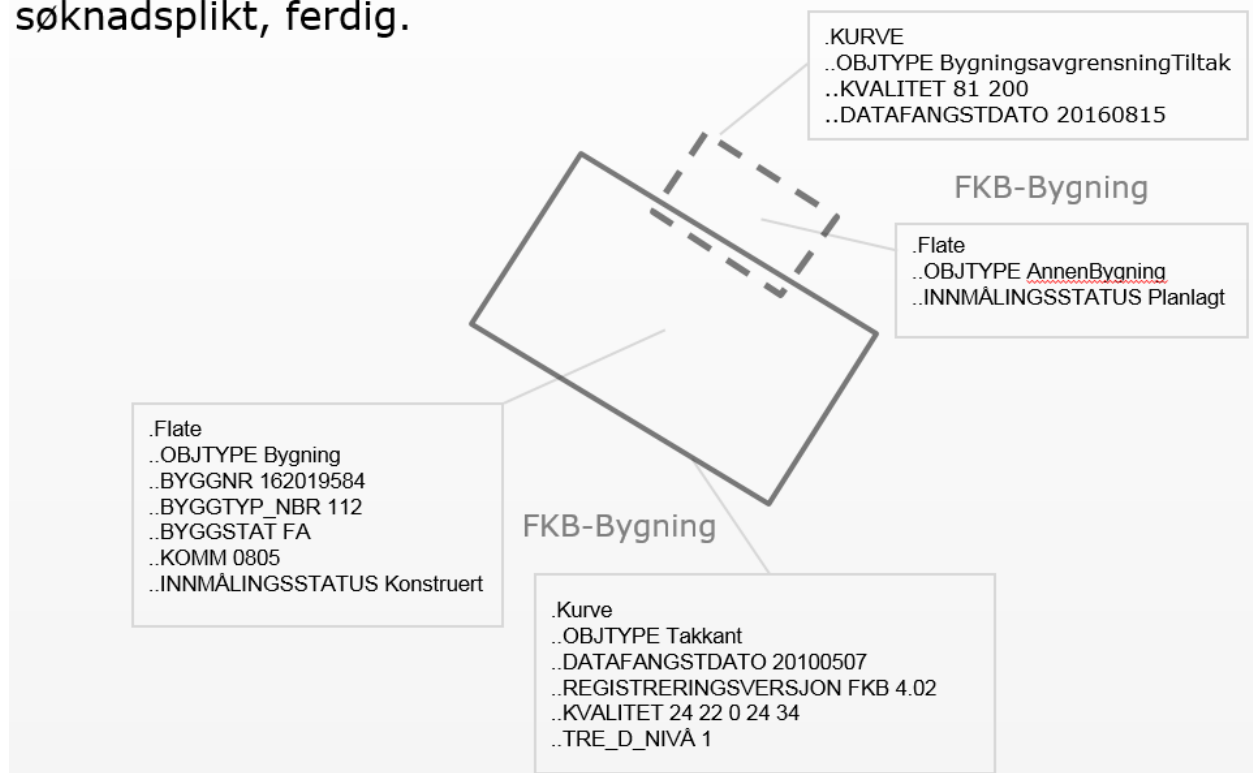 søknadsplikt, ferdig.
.KURVE
..OBJTYPE BygningsavgrensningTiltak
..KVALITET 81 200
..DATAFANGSTDATO 20160815
FKB-Bygning
.Flate
..OBJTYPE AnnenBygning
..INNMÅLINGSSTATUS Planlagt
.Flate
..OBJTYPE Bygning
..BYGGNR 162019584
..BYGGTYP_NBR 112
..BYGGSTAT FA
..KOMM 0805
..INNMÅLINGSSTATUS Konstruert
FKB-Bygning
.Kurve
..OBJTYPE Takkant
..DATAFANGSTDATO 20100507
..REGISTRERINGSVERSJON FKB 4.02
..KVALITET 24 22 0 24 34
..TRE_D_NIVÅ 1